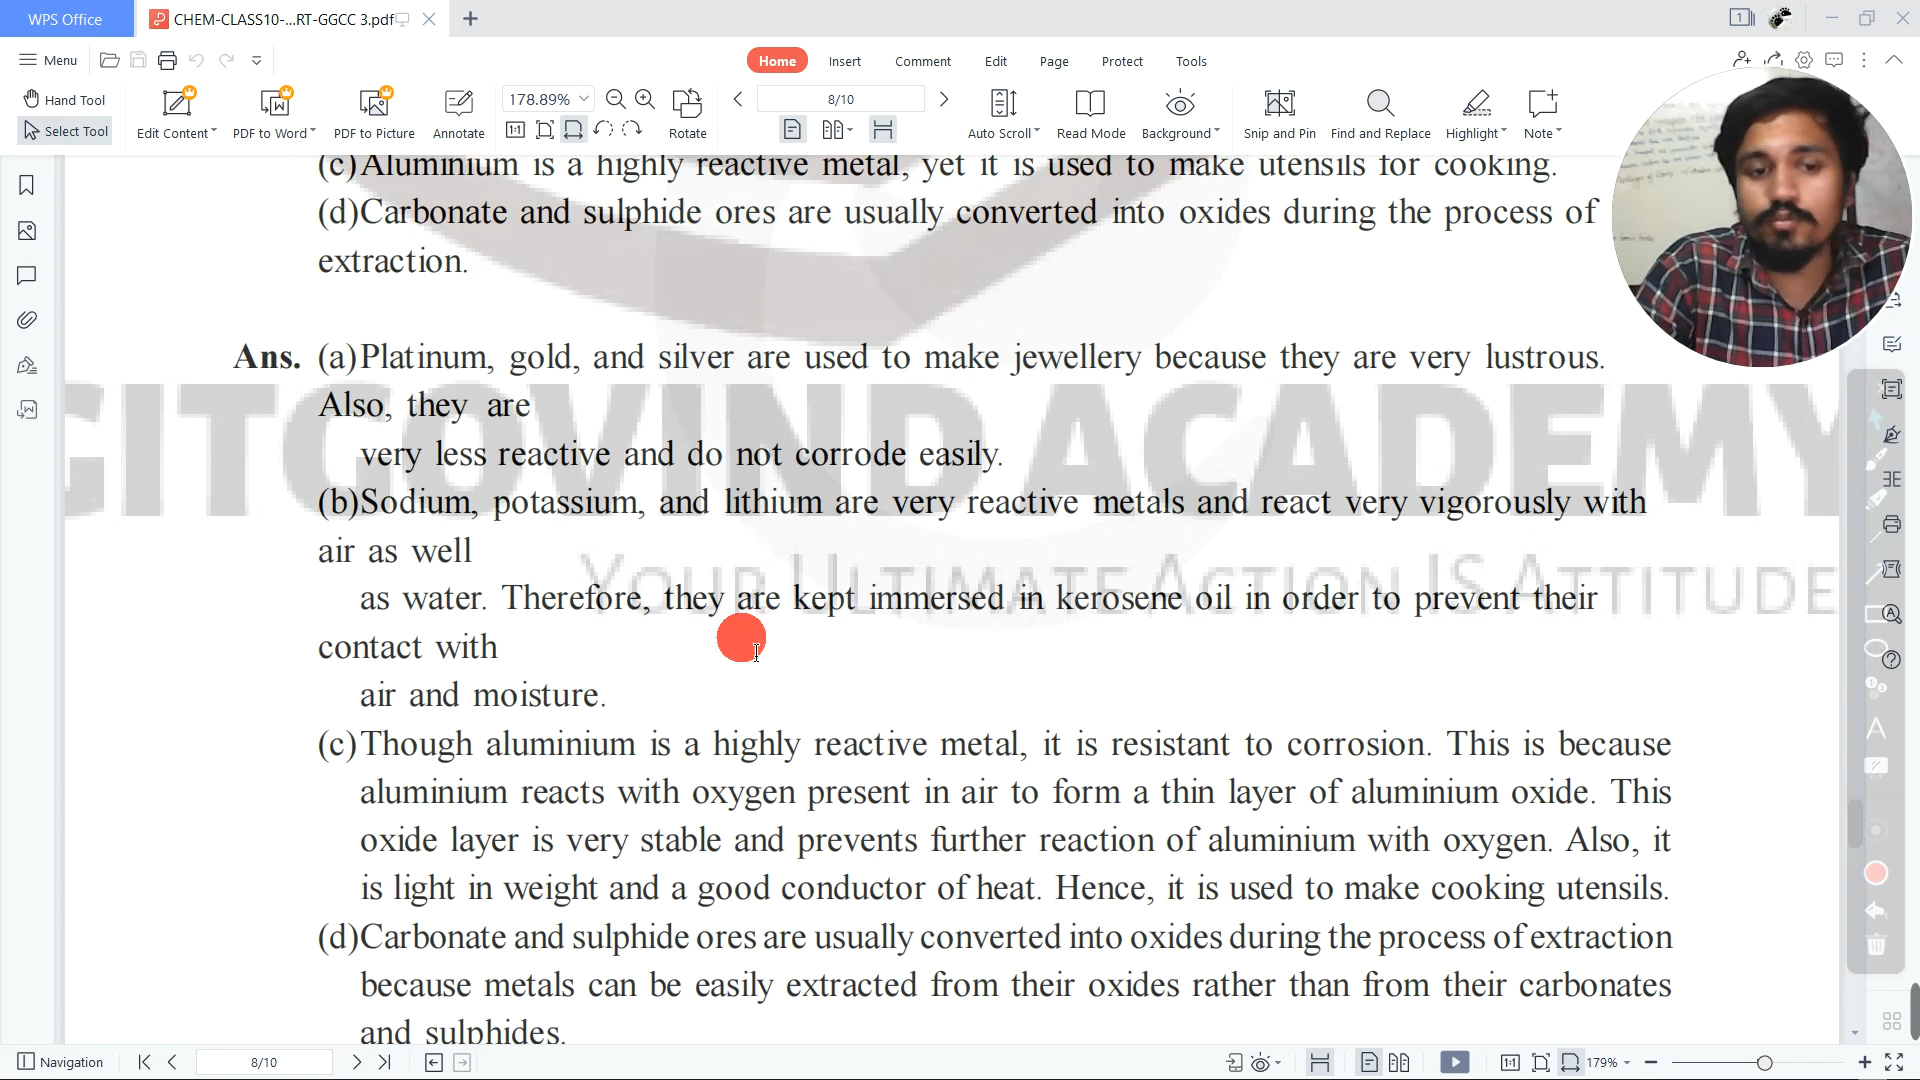 WPS Office
CHEM-CLASS10-...RT-GGCC 3.pdf
1
Menu
Home
Insert
Comment
Edit
Page
Protect
Tools
Hand Tool
Select Tool
Edit Content
PDF to Word
PDF to Picture
Annotate
178.89%
1:1
Rotate
8/10
Auto Scroll
Read Mode
Background
Snip and Pin
Find and Replace
Highlight
Note
(c)Aluminium is a highly reactive metal, yet it is used to make utensils for cooking.
(d)Carbonate and sulphide ores are usually converted into oxides during the process of
extraction.
Ans. (a)Platinum, gold, and silver are used to make jewellery because they are very lustrous.
Also, they are
very less reactive and do not corrode easily.
(b)Sodium, potassium, and lithium are very reactive metals and react very vigorously with
air as well
as water. Therefore, they are kept immersed in kerosene oil in order to prevent their
contact with
air and moisture.
(c)Though aluminium is a highly reactive metal, it is resistant to corrosion. This is because
aluminium reacts with oxygen present in air to form a thin layer of aluminium oxide. This
oxide layer is very stable and prevents further reaction of aluminium with oxygen. Also, it
is light in weight and a good conductor of heat. Hence, it is used to make cooking utensils.
(d)Carbonate and sulphide ores are usually converted into oxides during the process of extraction
because metals can be easily extracted from their oxides rather than from their carbonates
and sulphides.
GITGOVIND ACADEMY
YOUR ULTIMATE ACTION IS ATTITUDE
Navigation
8/10
1:1
179%